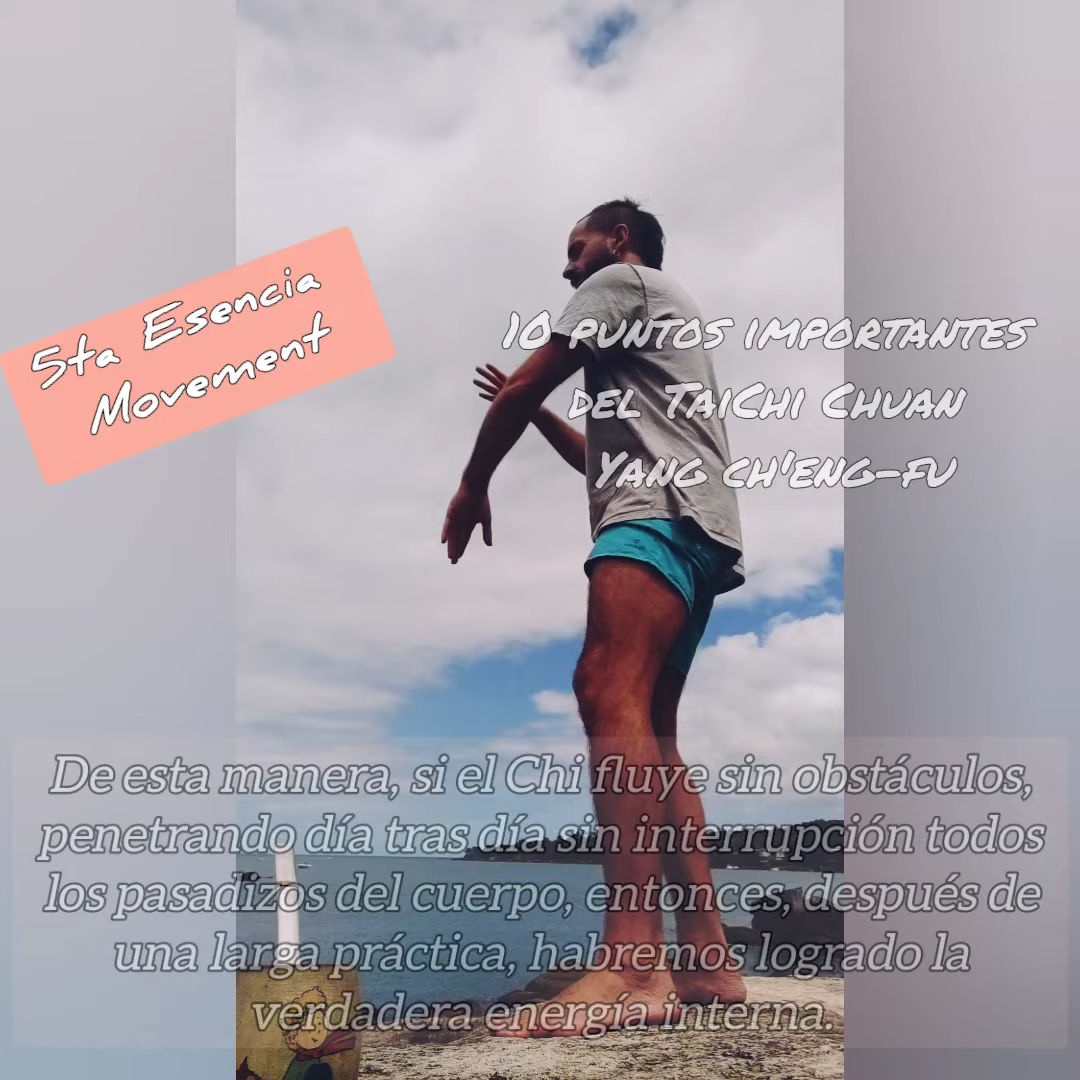 5ta Esencia
Movement
10 puntos importantes
del TaiChi Chuan
Yang ch'eng-fu
De esta manera, si el Chi fluye sin obstáculos,
penetrando día tras día sin interrupción todos
los pasadizos del cuerpo, entonces, después de
una larga práctica, habremos logrado la
verdadera energía interna.